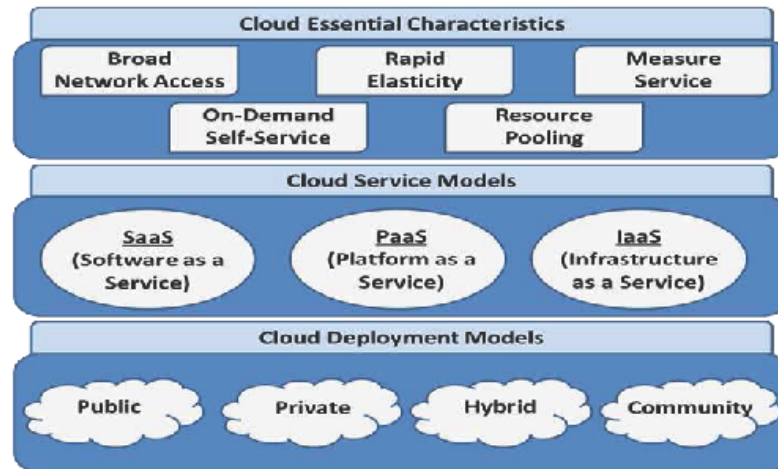 Cloud Essential Characteristics
Broad
Network Access
Rapid
Elasticity
Measure
Service
On-Demand
Self-Service
Resource
Pooling
Cloud Service Models
SaaS
(Software as a
Service)
PaaS
(Platform as a
Service)
IaaS
(Infrastructure
as a Service)
Cloud Deployment Models
Public
Private
Hybrid
Community